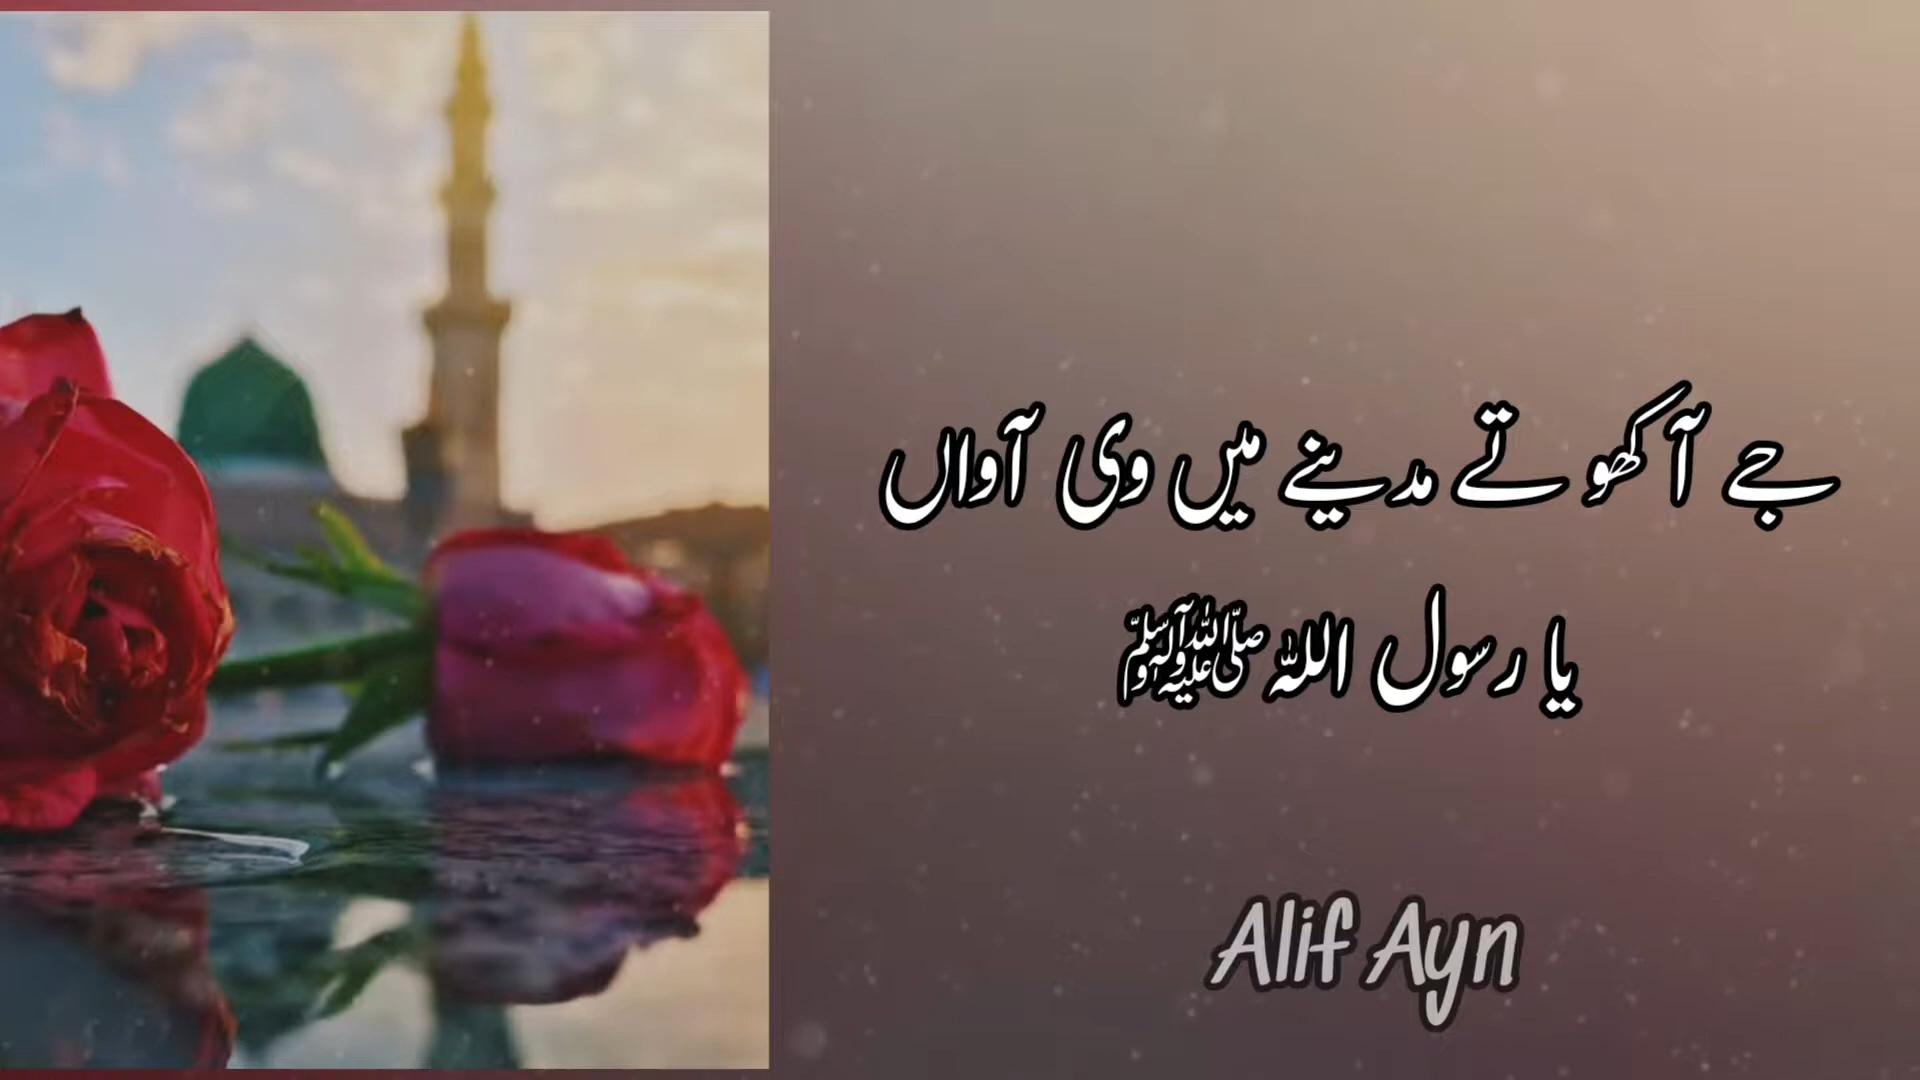 جے آکھو تے مدینے میں وی آواں
یا رسول اللہ ﷺ
Alif Ayn